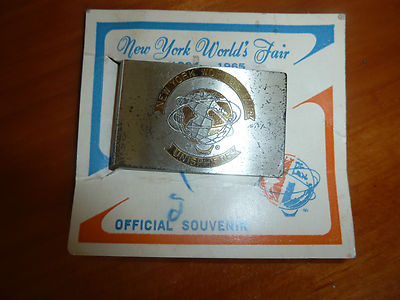 New York World's Fair
1965
NEW YORK WORLD'S FAIR
UNISPHERE
®
OFFICIAL SOUVENIR